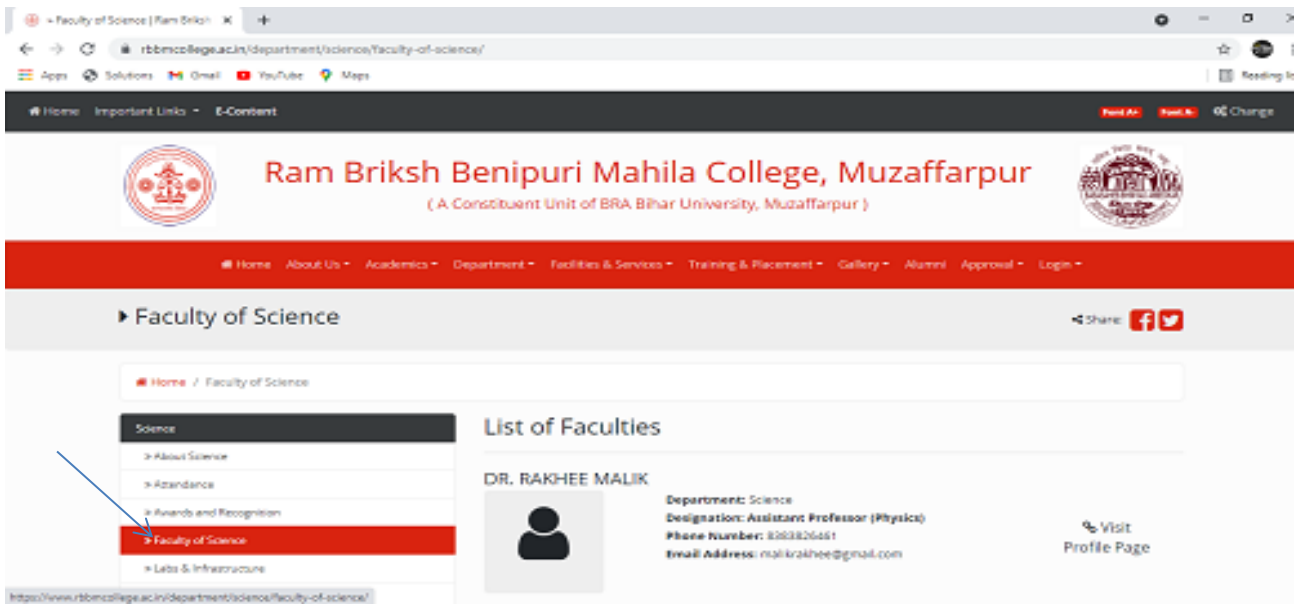 » Faculty of Science | Ram Briksh
rbbmcollege.ac.in/department/science/faculty-of-science/
Apps Solutions Gmail YouTube Maps Reading
Home Important Links E-Content Font A+ Font A- Change
Ram Briksh Benipuri Mahila College, Muzaffarpur
( A Constituent Unit of BRA Bihar University, Muzaffarpur )
Home About Us Academics Department Facilities & Services Training & Placement Gallery Alumni Approval Login
Faculty of Science Share:
Home / Faculty of Science
Science
» About Science
» Attendance
» Awards and Recognition
» Faculty of Science
» Labs & Infrastructure
List of Faculties
DR. RAKHEE MALIK
Department: Science
Designation: Assistant Professor (Physics)
Phone Number: 8383826461
Email Address: malikrakhee@gmail.com
Visit
Profile Page
https://www.rbbmcollege.ac.in/department/science/faculty-of-science/